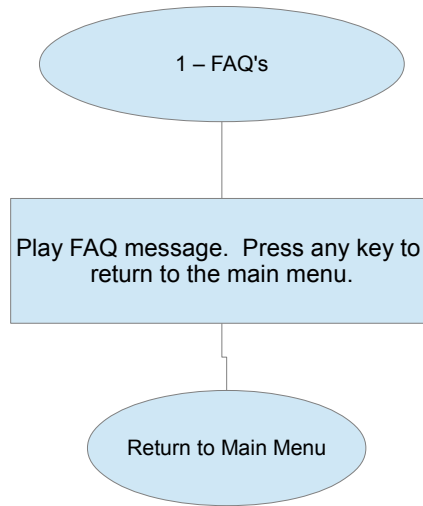 1 – FAQ's
Play FAQ message.  Press any key to
return to the main menu.
Return to Main Menu